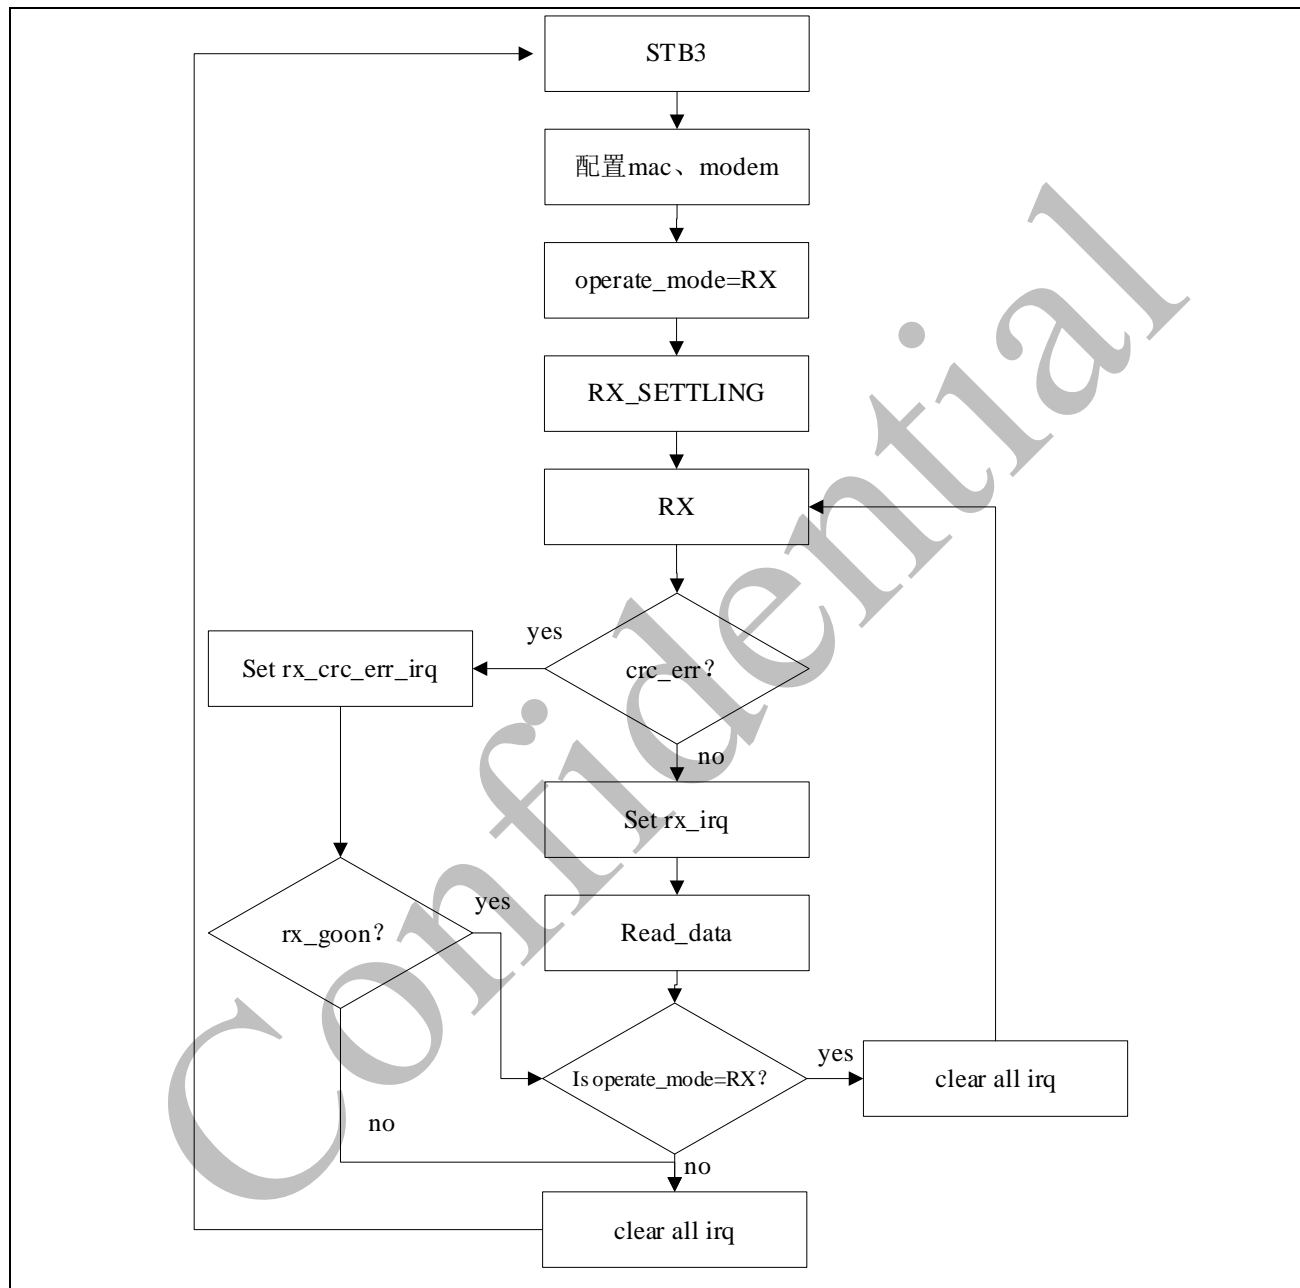 STB3
配置mac、modem
operate_mode=RX
RX_SETTLING
RX
yes
crc_err？
Set rx_crc_err_irq
no
Set rx_irq
rx_goon？
yes
Read_data
Is operate_mode=RX？
yes
clear all irq
no
no
clear all irq
Confidential